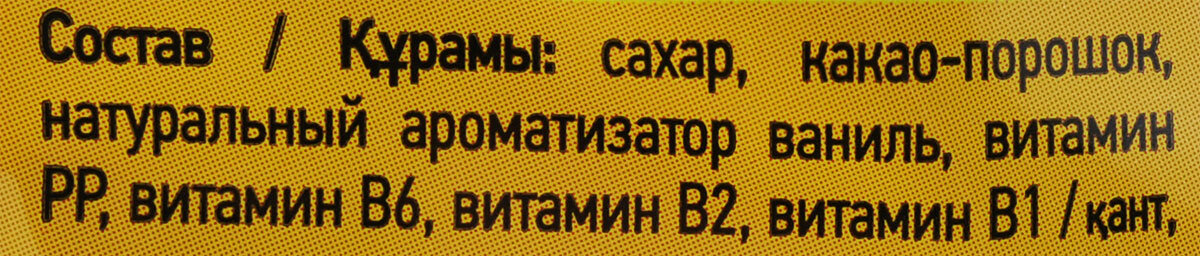 Состав / Құрамы: сахар, какао-порошок,
натуральный ароматизатор ваниль, витамин
PP, витамин B6, витамин B2, витамин B1 / қант,